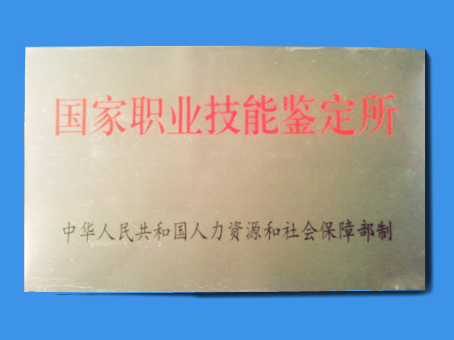 国家职业技能鉴定所
中华人民共和国人力资源和社会保障部制